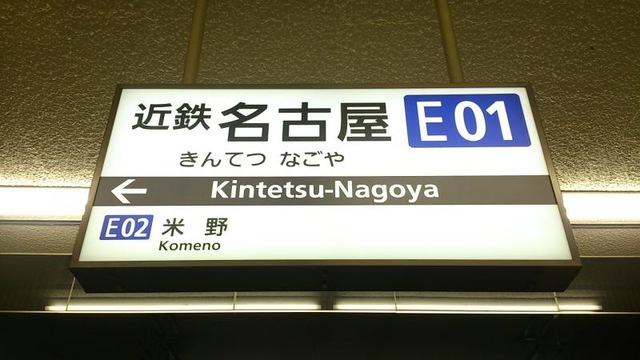 近鉄名古屋 E01
きんてつ なごや
← Kintetsu-Nagoya
E02 米野
Komeno